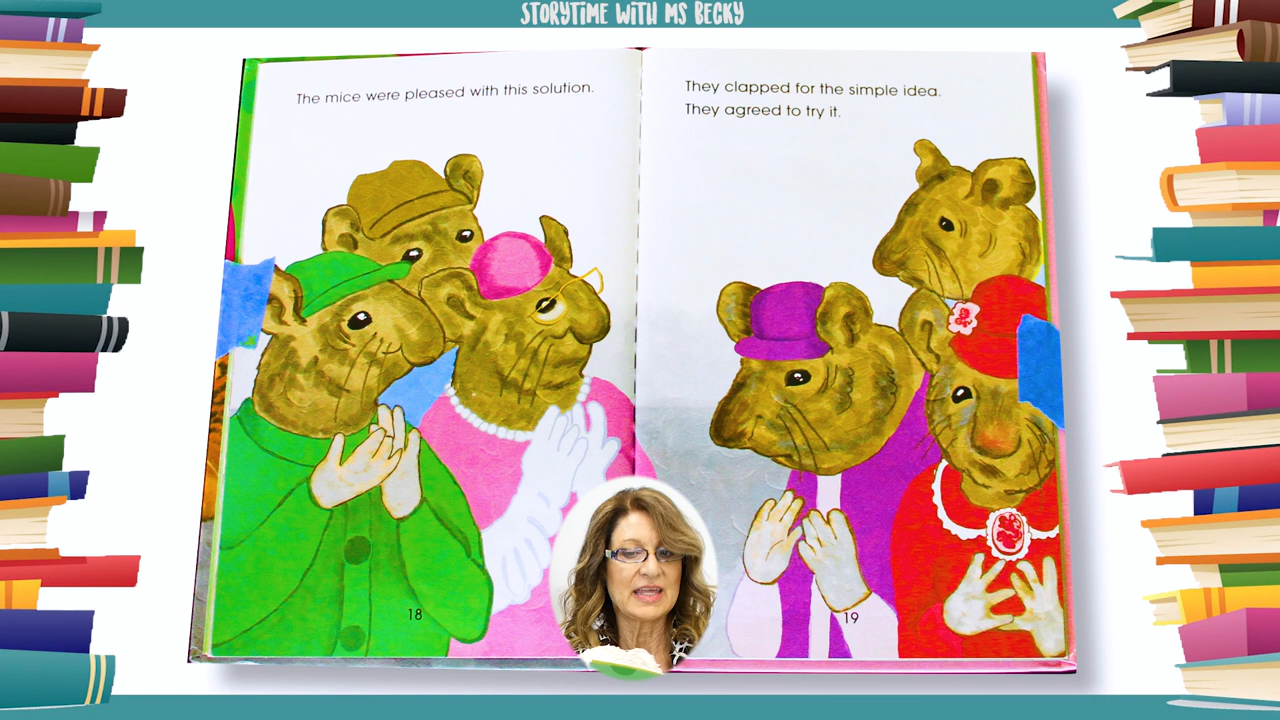 STORYTIME WITH MS BECKY
The mice were pleased with this solution.
They clapped for the simple idea.
They agreed to try it.
18
19